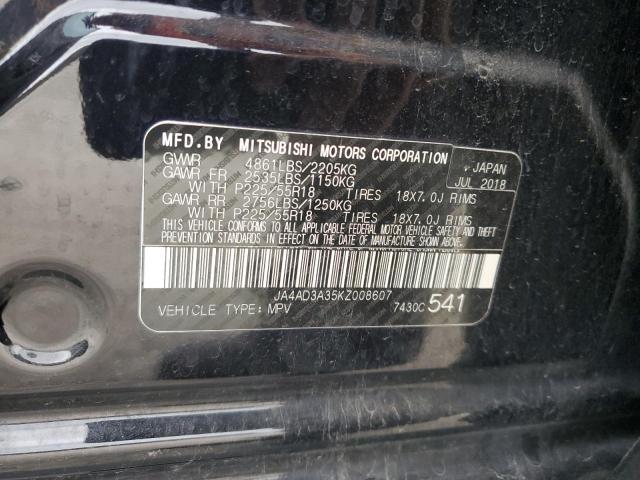 MFD.BY MITSUBISHI MOTORS CORPORATION
GVWR 4861LBS/2205KG
GAWR FR 2535LBS/1150KG
WITH P225/55R18 TIRES 18X7.0J RIMS
GAWR RR 2756LBS/1250KG
WITH P225/55R18 TIRES 18X7.0J RIMS
JAPAN
JUL 2018
THIS VEHICLE CONFORMS TO ALL APPLICABLE FEDERAL MOTOR VEHICLE SAFETY AND THEFT
PREVENTION STANDARDS IN EFFECT ON THE DATE OF MANUFACTURE SHOWN ABOVE.
JA4AD3A35KZ008607
VEHICLE TYPE: MPV 7430C 541